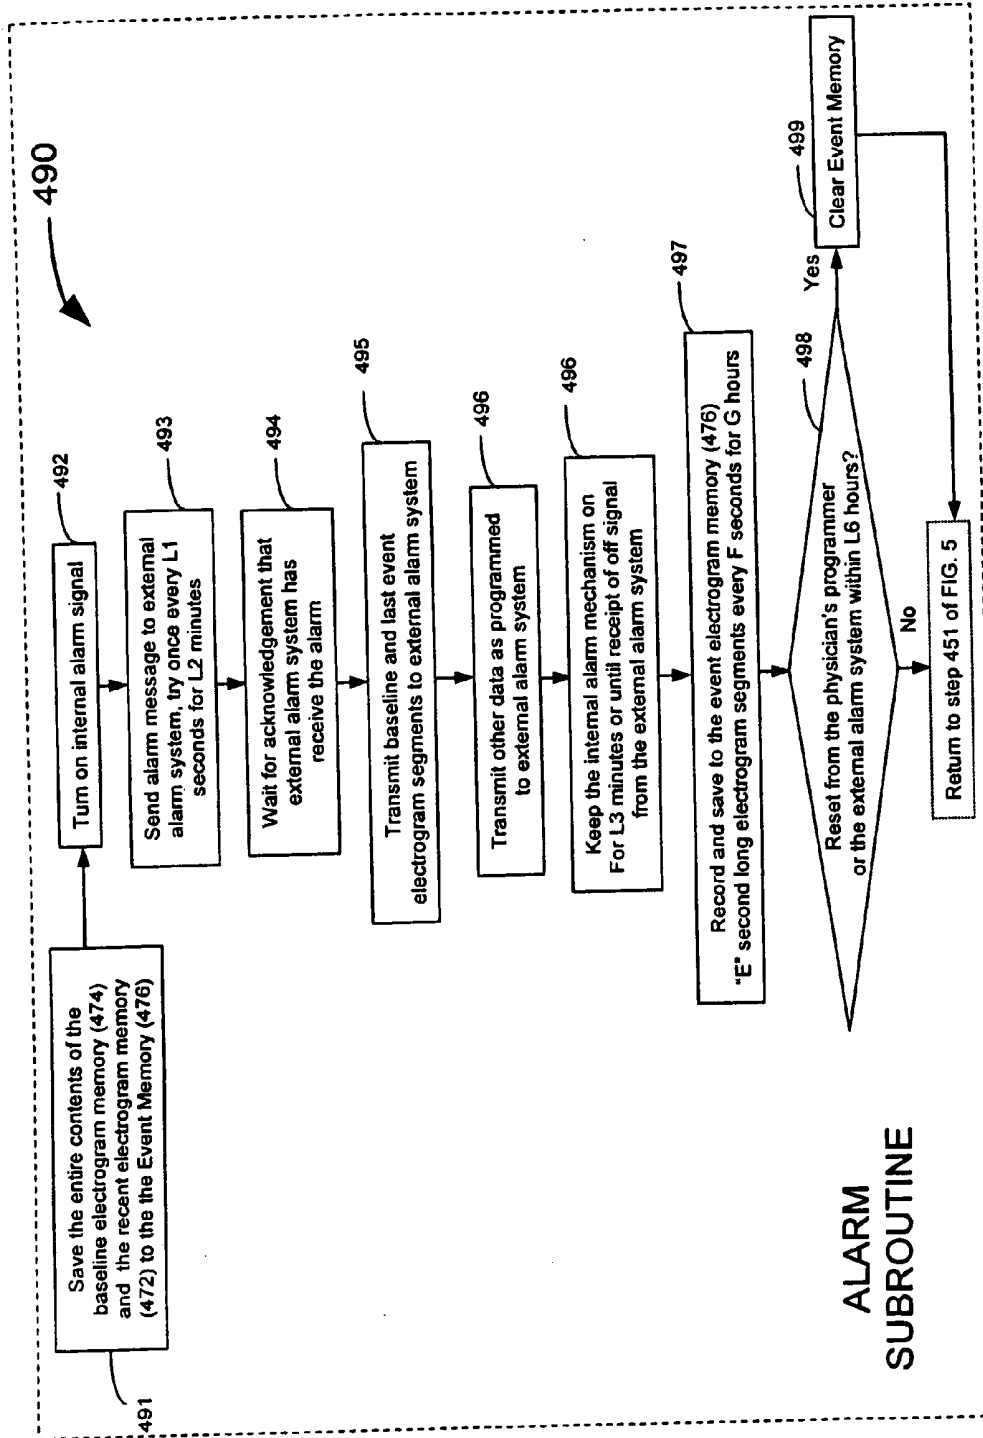 490
491
Save the entire contents of the
baseline electrogram memory (474)
and the recent electrogram memory
(472) to the the Event Memory (476)
492
Turn on internal alarm signal
493
Send alarm message to external
alarm system, try once every L1
seconds for L2 minutes
494
Wait for acknowledgement that
external alarm system has
receive the alarm
495
Transmit baseline and last event
electrogram segments to external alarm system
496
Transmit other data as programmed
to external alarm system
496
Keep the internal alarm mechanism on
For L3 minutes or until receipt of off signal
from the external alarm system
497
Record and save to the event electrogram memory (476)
"E" second long electrogram segments every F seconds for G hours
498
Reset from the physician's programmer
or the external alarm system within L6 hours?
Yes
499
Clear Event Memory
No
Return to step 451 of FIG. 5
ALARM
SUBROUTINE